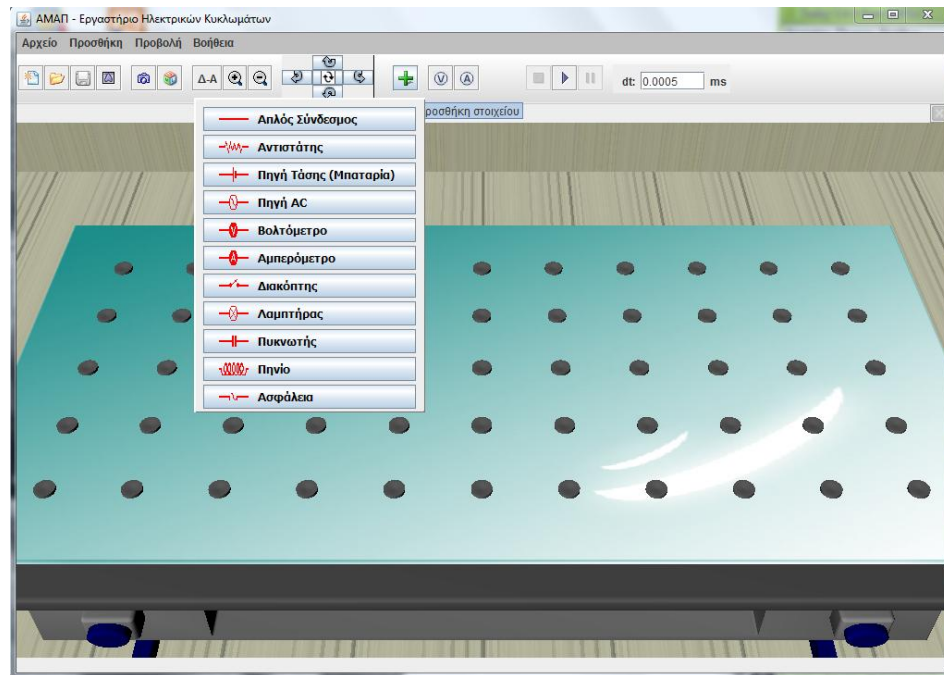 ΑΜΑΠ - Εργαστήριο Ηλεκτρικών Κυκλωμάτων
Αρχείο Προσθήκη Προβολή Βοήθεια
Δ-Α V A dt: 0.0005 ms
ροσθήκη στοιχείου
Απλός Σύνδεσμος
Αντιστάτης
Πηγή Τάσης (Μπαταρία)
Πηγή AC
Βολτόμετρο
Αμπερόμετρο
Διακόπτης
Λαμπτήρας
Πυκνωτής
Πηνίο
Ασφάλεια